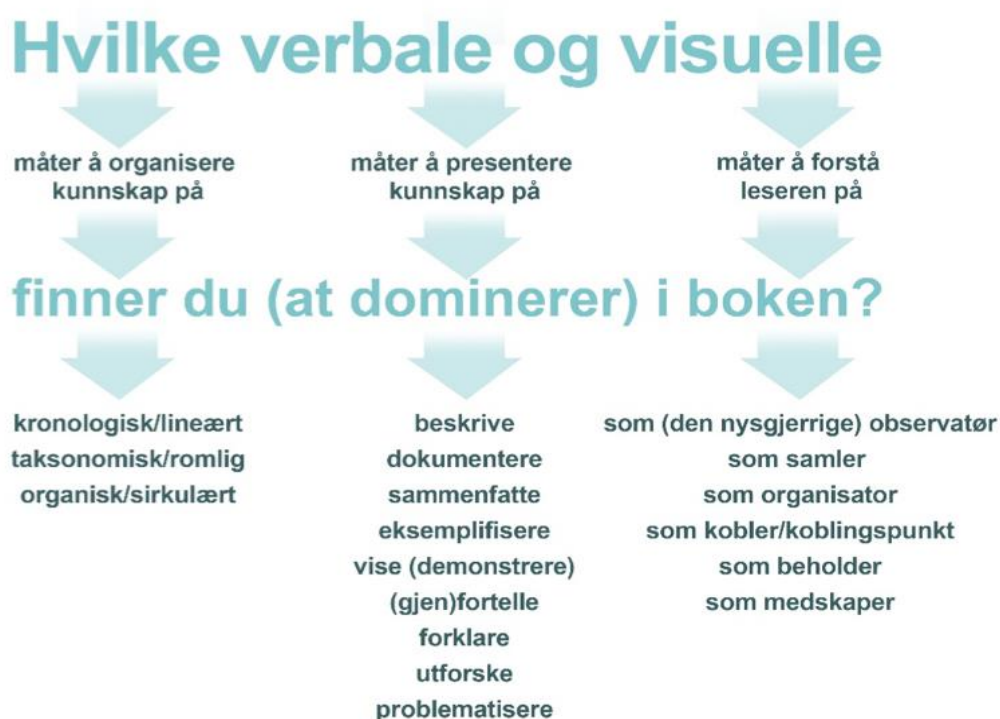 Hvilke verbale og visuelle
måter å organisere
kunnskap på
måter å presentere
kunnskap på
måter å forstå
leseren på
finner du (at dominerer) i boken?
kronologisk/lineært
taksonomisk/romlig
organisk/sirkulært
beskrive
dokumentere
sammenfatte
eksemplifisere
vise (demonstrere)
(gjen)fortelle
forklare
utforske
problematisere
som (den nysgjerrige) observatør
som samler
som organisator
som kobler/koblingspunkt
som beholder
som medskaper